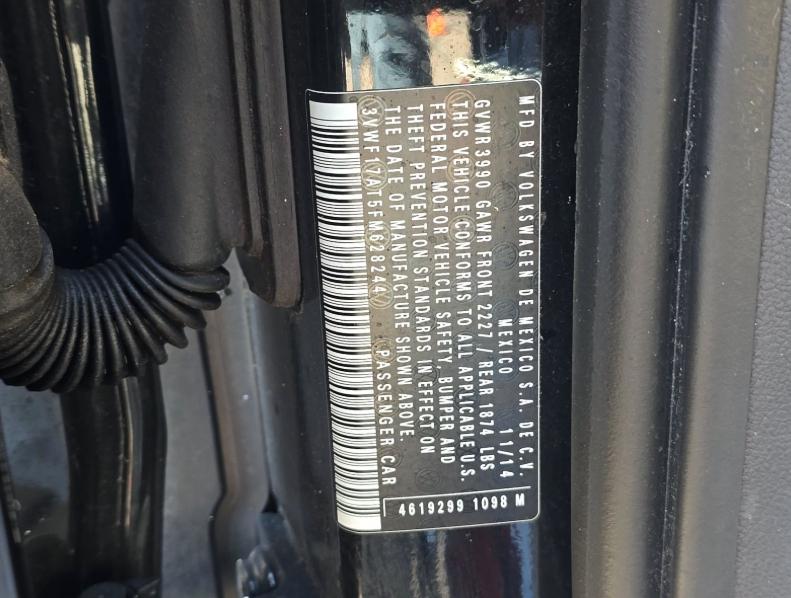 MFD BY VOLKSWAGEN DE MEXICO S.A. DE C.V.
MEXICO 11/14
GVWR 3990 GAWR FRONT 2227 / REAR 1874 LBS
THIS VEHICLE CONFORMS TO ALL APPLICABLE U.S.
FEDERAL MOTOR VEHICLE SAFETY, BUMPER AND
THEFT PREVENTION STANDARDS IN EFFECT ON
THE DATE OF MANUFACTURE SHOWN ABOVE.
3VWF17AT5FM628244 PASSENGER CAR
4619299 1098 M